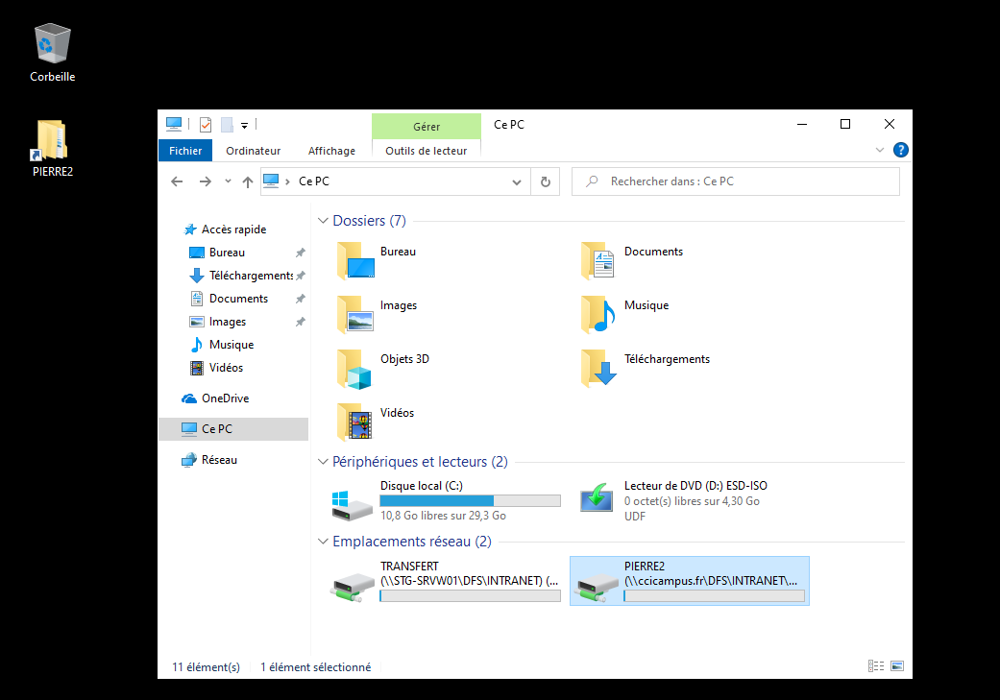 Corbeille
PIERRE2
Gérer
Ce PC
Fichier
Ordinateur
Affichage
Outils de lecteur
?
Ce PC
Rechercher dans : Ce PC
Accès rapide
Bureau
Téléchargements
Documents
Images
Musique
Vidéos
OneDrive
Ce PC
Réseau
Dossiers (7)
Bureau
Documents
Images
Musique
Objets 3D
Téléchargements
Vidéos
Périphériques et lecteurs (2)
Disque local (C:)
10,8 Go libres sur 29,3 Go
Lecteur de DVD (D:) ESD-ISO
0 octet(s) libres sur 4,30 Go
UDF
Emplacements réseau (2)
TRANSFERT
(\\STG-SRVW01\DFS\INTRANET) (...
PIERRE2
(\\ccicampus.fr\DFS\INTRANET\...
11 élément(s)
1 élément sélectionné